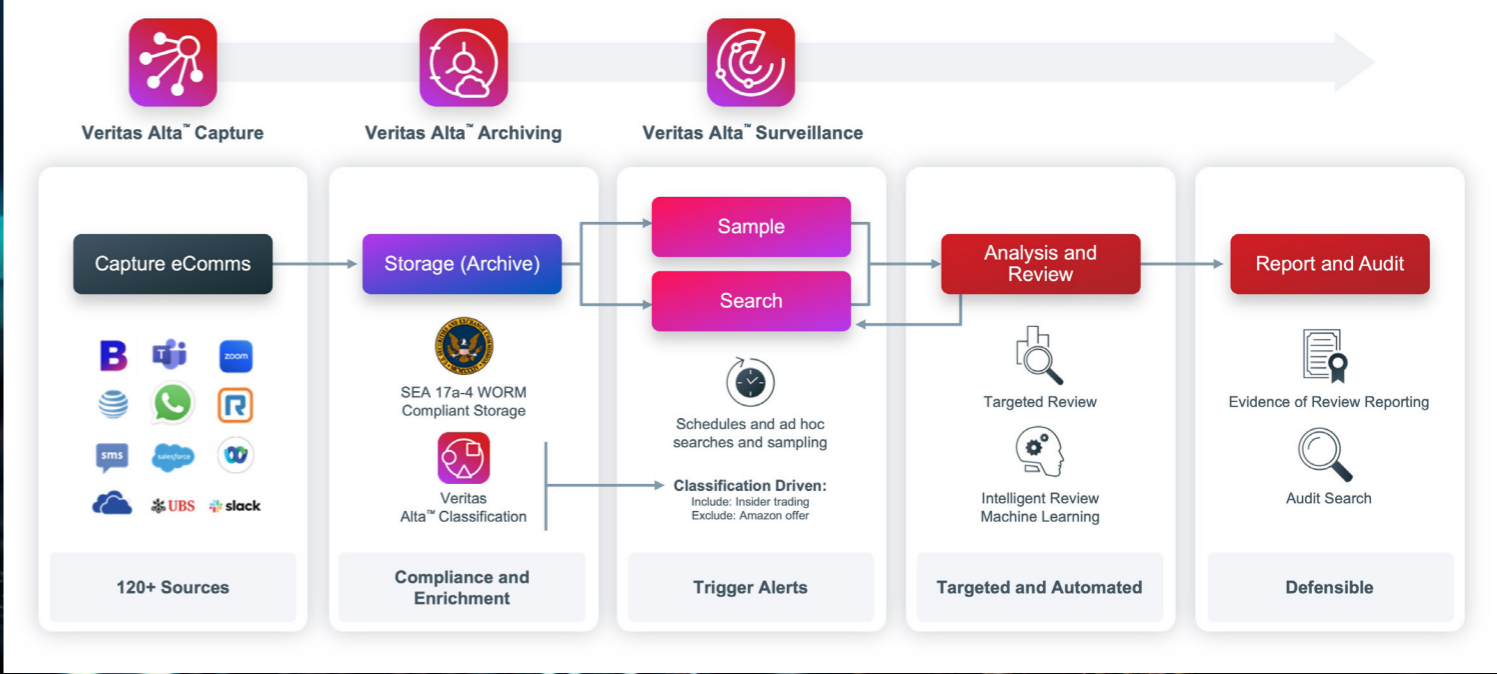 Veritas Alta™ Capture
Veritas Alta™ Archiving
Veritas Alta™ Surveillance
Capture eComms
B
T
zoom
R
sms
salesforce
UBS
slack
120+ Sources
Storage (Archive)
SEA 17a-4 WORM
Compliant Storage
Veritas
Alta™ Classification
Compliance and
Enrichment
Sample
Search
Schedules and ad hoc
searches and sampling
Classification Driven:
Include: Insider trading
Exclude: Amazon offer
Trigger Alerts
Analysis and
Review
Targeted Review
Intelligent Review
Machine Learning
Targeted and Automated
Report and Audit
Evidence of Review Reporting
Audit Search
Defensible